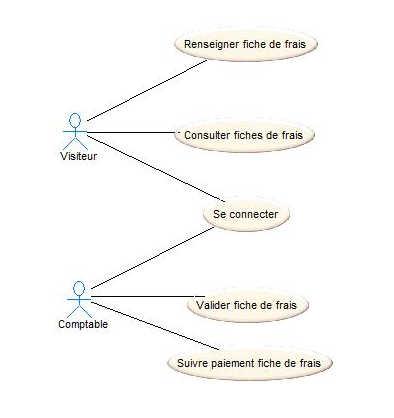 Renseigner fiche de frais
Visiteur
Consulter fiches de frais
Se connecter
Comptable
Valider fiche de frais
Suivre paiement fiche de frais